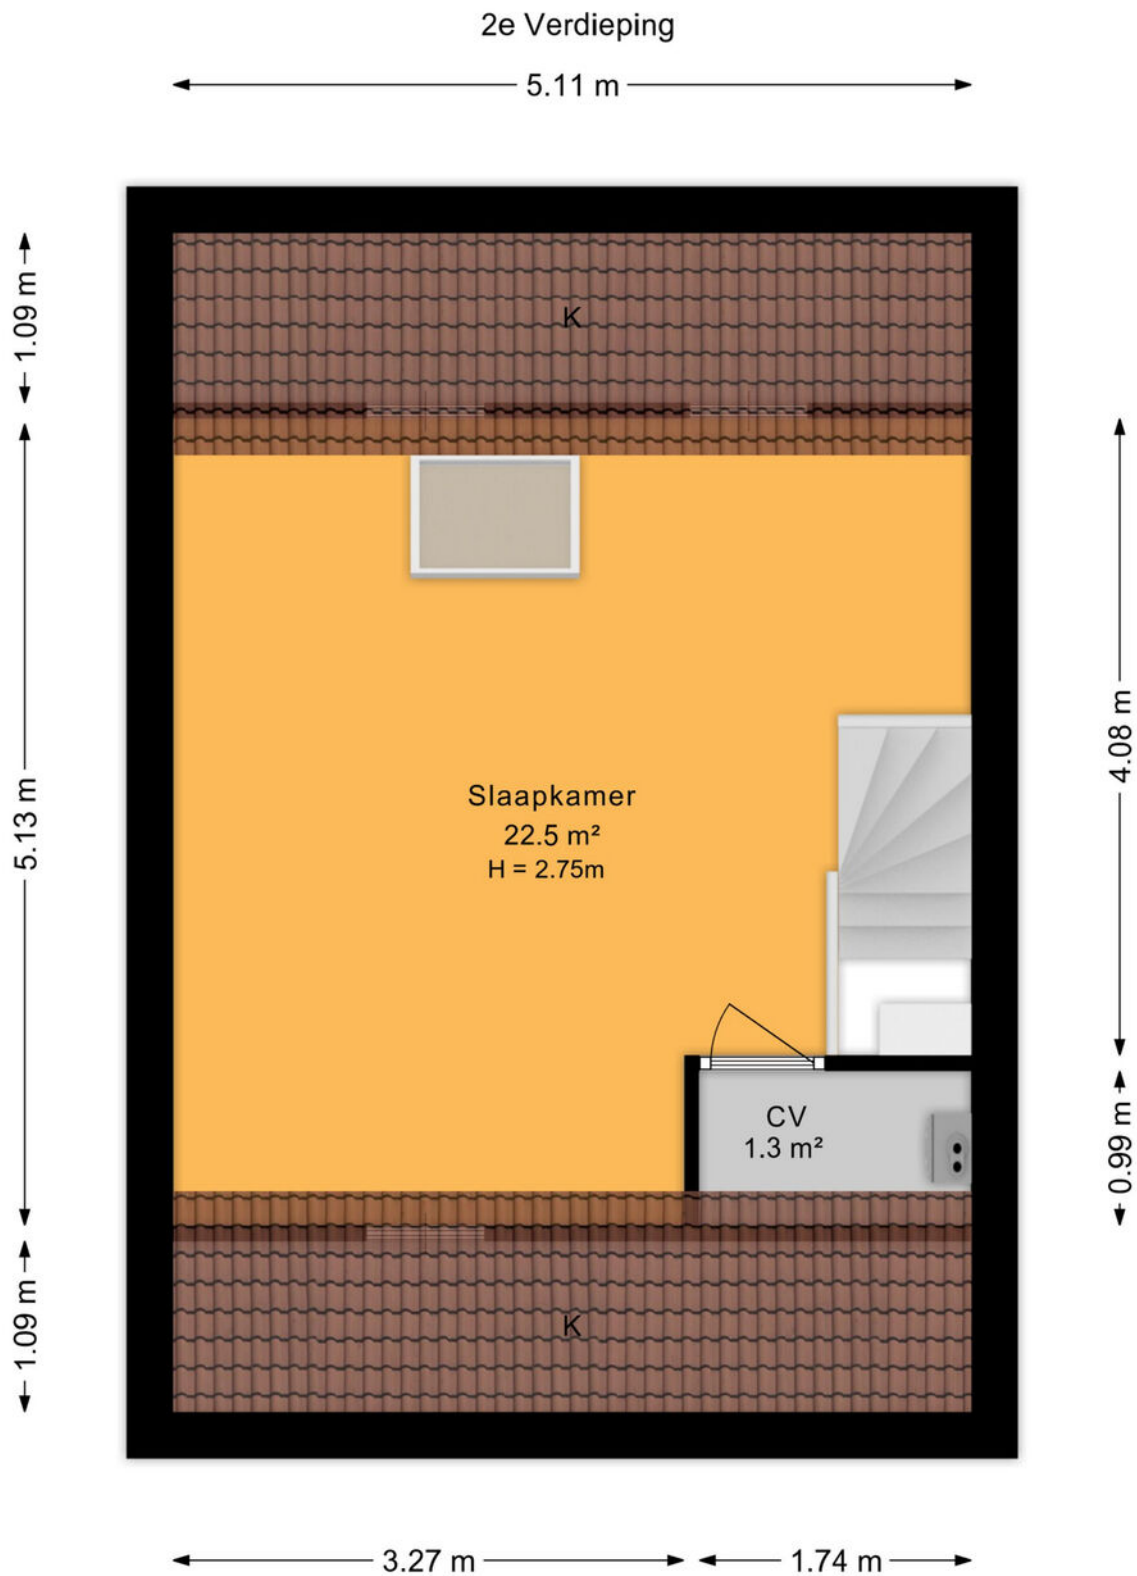 2e Verdieping
5.11 m
1.09 m
K
5.13 m
4.08 m
Slaapkamer
22.5 m²
H = 2.75m
CV
1.3 m²
0.99 m
1.09 m
K
3.27 m
1.74 m